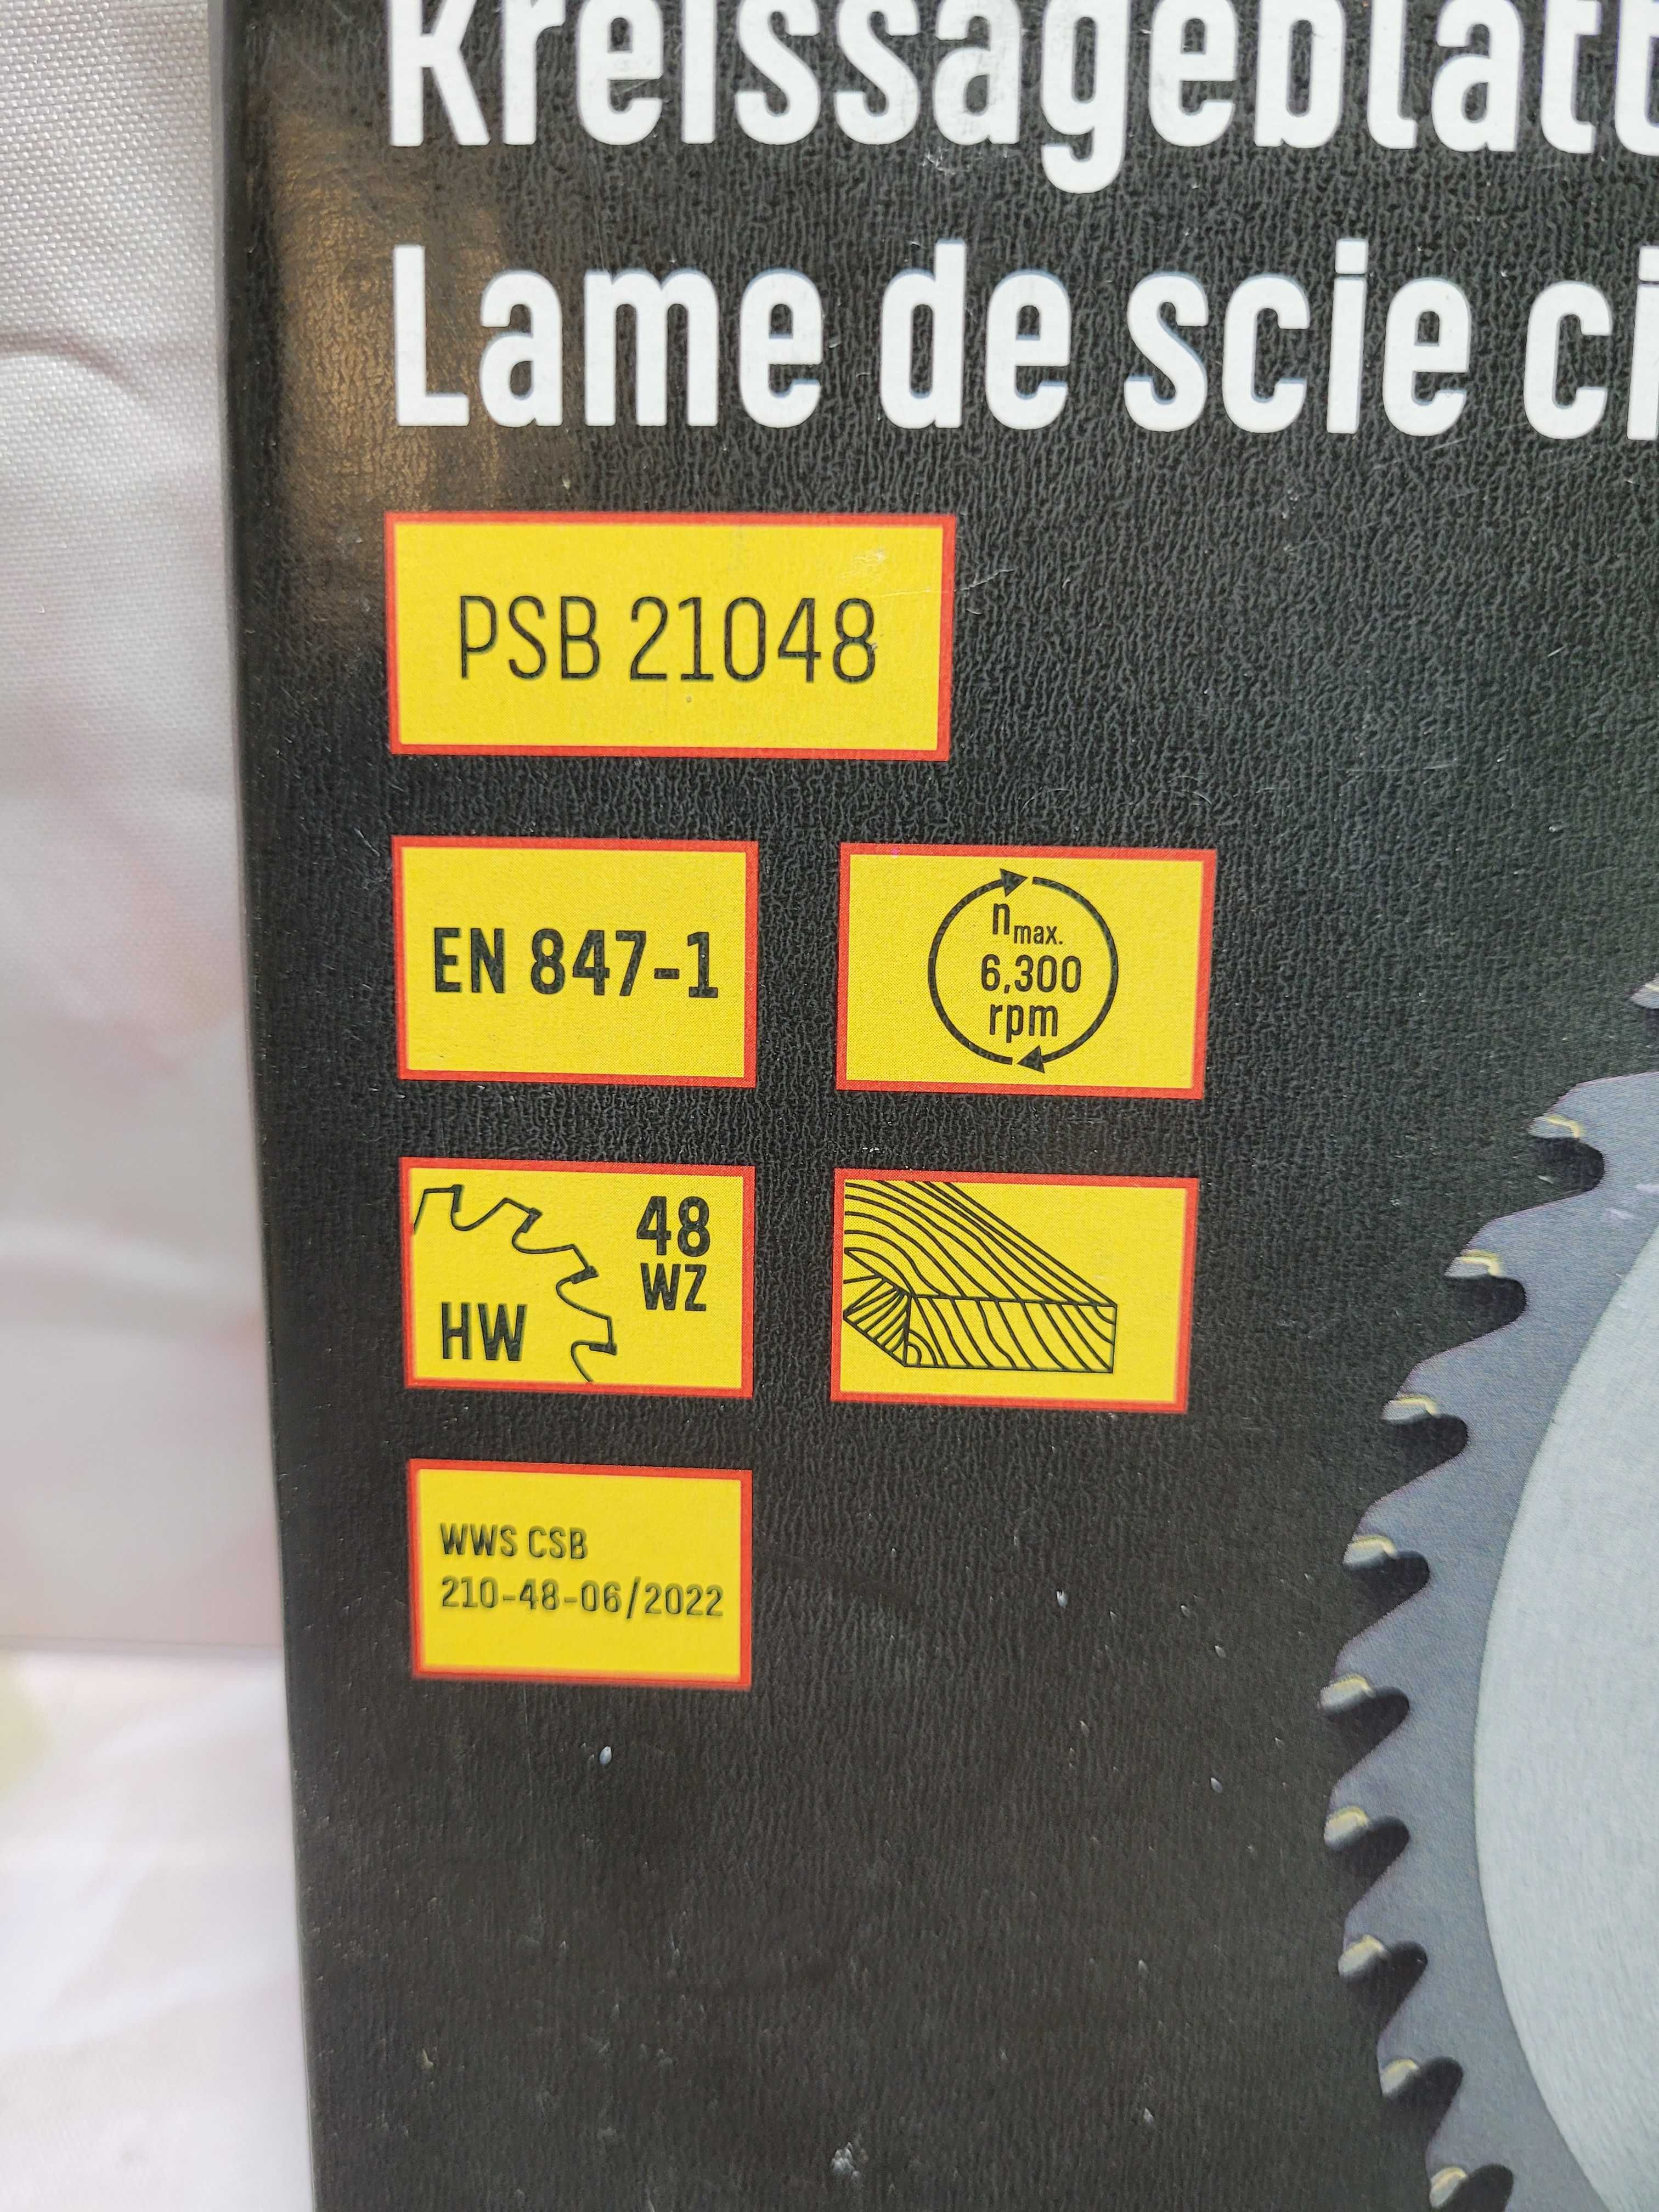 Kreissägeblatt
Lame de scie ci
PSB 21048
EN 847-1
nmax.
6,300
rpm
48
WZ
HW
WWS CSB
210-48-06/2022